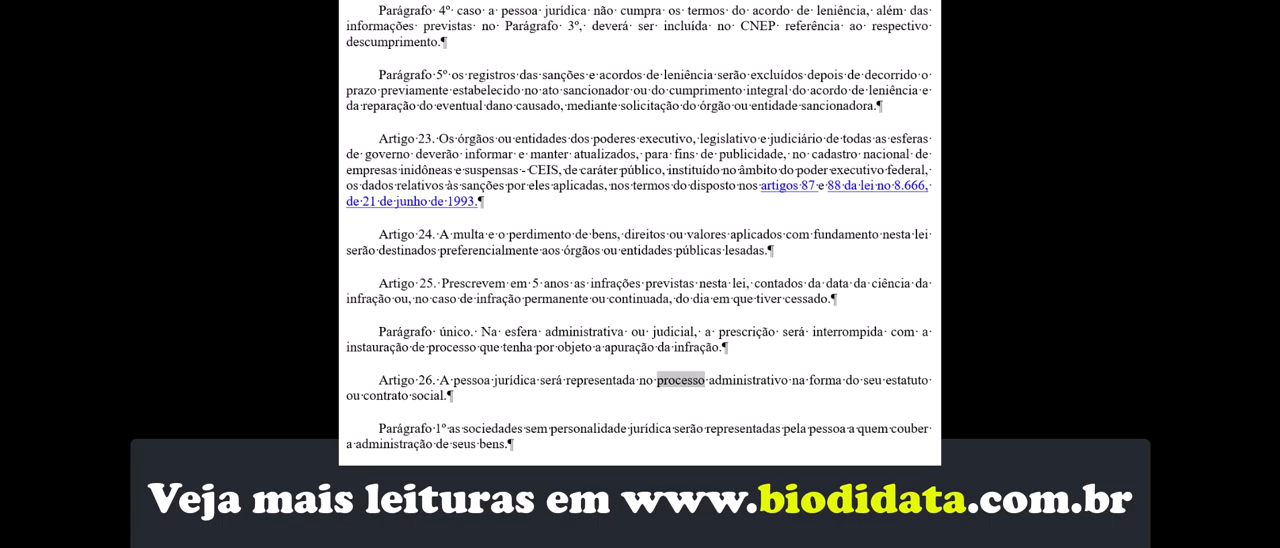 Parágrafo 4º caso a pessoa jurídica não cumpra os termos do acordo de leniência, além das
informações previstas no Parágrafo 3º, deverá ser incluída no CNEP referência ao respectivo
descumprimento.¶
Parágrafo 5º os registros das sanções e acordos de leniência serão excluídos depois de decorrido o
prazo previamente estabelecido no ato sancionador ou do cumprimento integral do acordo de leniência e
da reparação do eventual dano causado, mediante solicitação do órgão ou entidade sancionadora.¶
Artigo 23. Os órgãos ou entidades dos poderes executivo, legislativo e judiciário de todas as esferas
de governo deverão informar e manter atualizados, para fins de publicidade, no cadastro nacional de
empresas inidôneas e suspensas - CEIS, de caráter público, instituído no âmbito do poder executivo federal,
os dados relativos às sanções por eles aplicadas, nos termos do disposto nos artigos 87 e 88 da lei no 8.666,
de 21 de junho de 1993.¶
Artigo 24. A multa e o perdimento de bens, direitos ou valores aplicados com fundamento nesta lei
serão destinados preferencialmente aos órgãos ou entidades públicas lesadas.¶
Artigo 25. Prescrevem em 5 anos as infrações previstas nesta lei, contados da data da ciência da
infração ou, no caso de infração permanente ou continuada, do dia em que tiver cessado.¶
Parágrafo único. Na esfera administrativa ou judicial, a prescrição será interrompida com a
instauração de processo que tenha por objeto a apuração da infração.¶
Artigo 26. A pessoa jurídica será representada no processo administrativo na forma do seu estatuto
ou contrato social.¶
Parágrafo 1º as sociedades sem personalidade jurídica serão representadas pela pessoa a quem couber
a administração de seus bens.¶
Veja mais leituras em www.biodidata.com.br